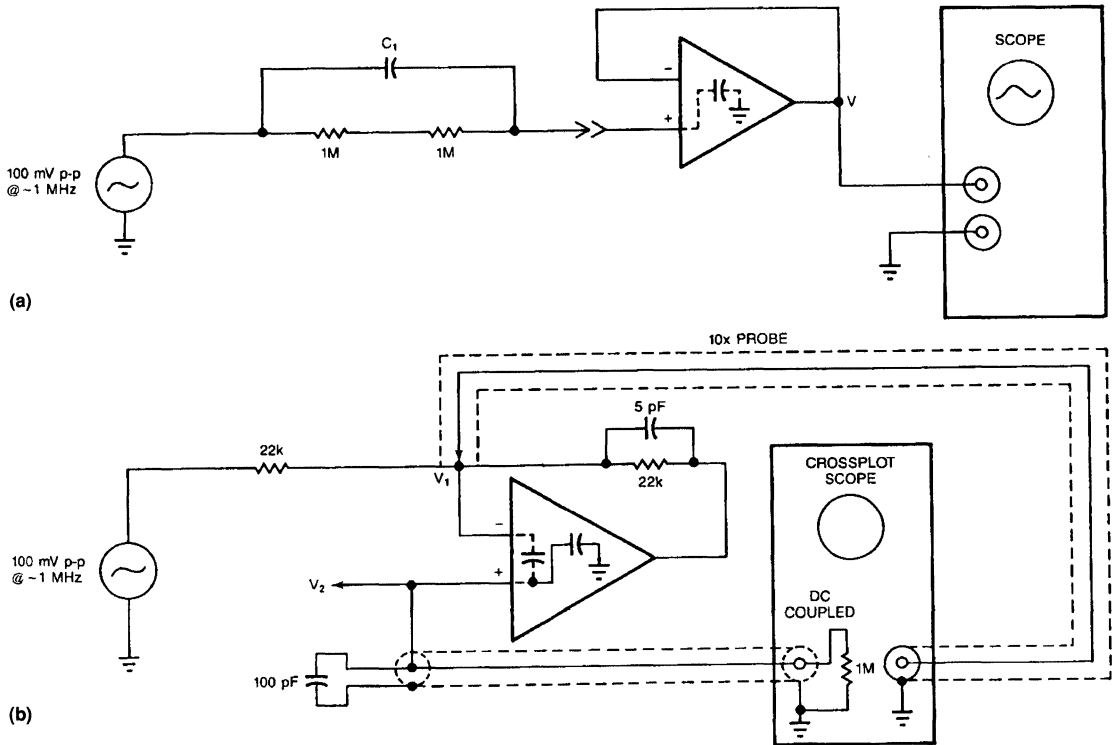 C1
1M
1M
100 mV p-p
@ ~ 1 MHz
−
+
V
SCOPE
(a)
10x PROBE
5 pF
22k
22k
V1
−
+
V2
100 mV p-p
@ ~ 1 MHz
100 pF
CROSSPLOT
SCOPE
DC
COUPLED
1M
(b)